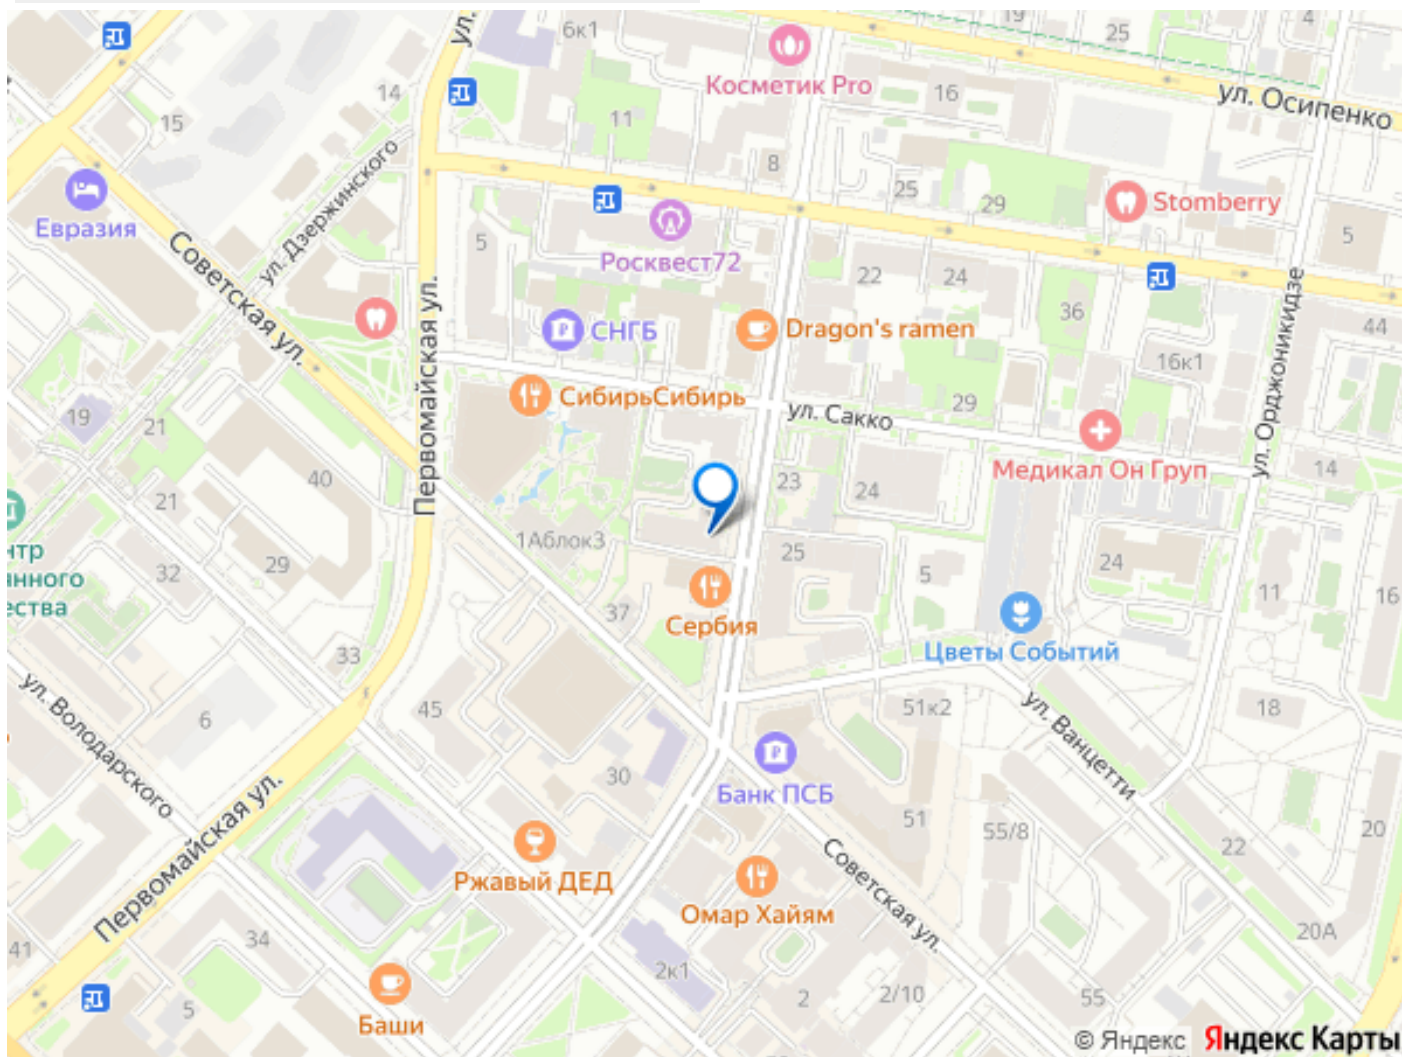 6к1
19
4
25
Косметик Pro
16
ул. Осипенко
ул.
14
15
11
8
25
29
Stomberry
Евразия
ул. Дзержинского
5
Росквест72
5
Советская ул.
22
24
36
44
СНГБ
Dragon's ramen
16к1
Первомайская ул.
СибирьСибирь
ул. Сакко
29
ул. Орджоникидзе
19
21
Медикал Он Груп
14
40
23
24
21
1Аблок3
25
24
нтр
янного
ества
32
29
5
11
16
37
Сербия
Цветы Событий
33
ул. Володарского
6
45
51к2
ул. Ванцетти
18
30
Банк ПСБ
Первомайская ул.
51
55/8
22
20
Ржавый ДЕД
Советская ул.
Омар Хайям
41
34
20А
2к1
5
2
2/10
55
Баши
© Яндекс Яндекс Карты